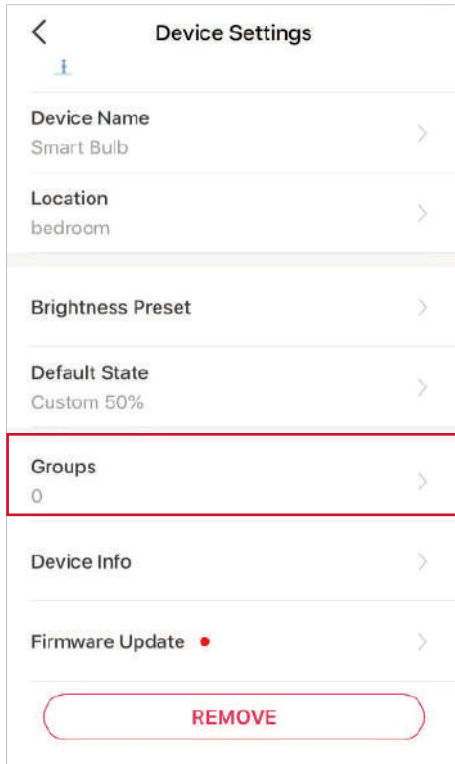 Device Settings
Device Name
Smart Bulb
Location
bedroom
Brightness Preset
Default State
Custom 50%
Groups
0
Device Info
Firmware Update
REMOVE